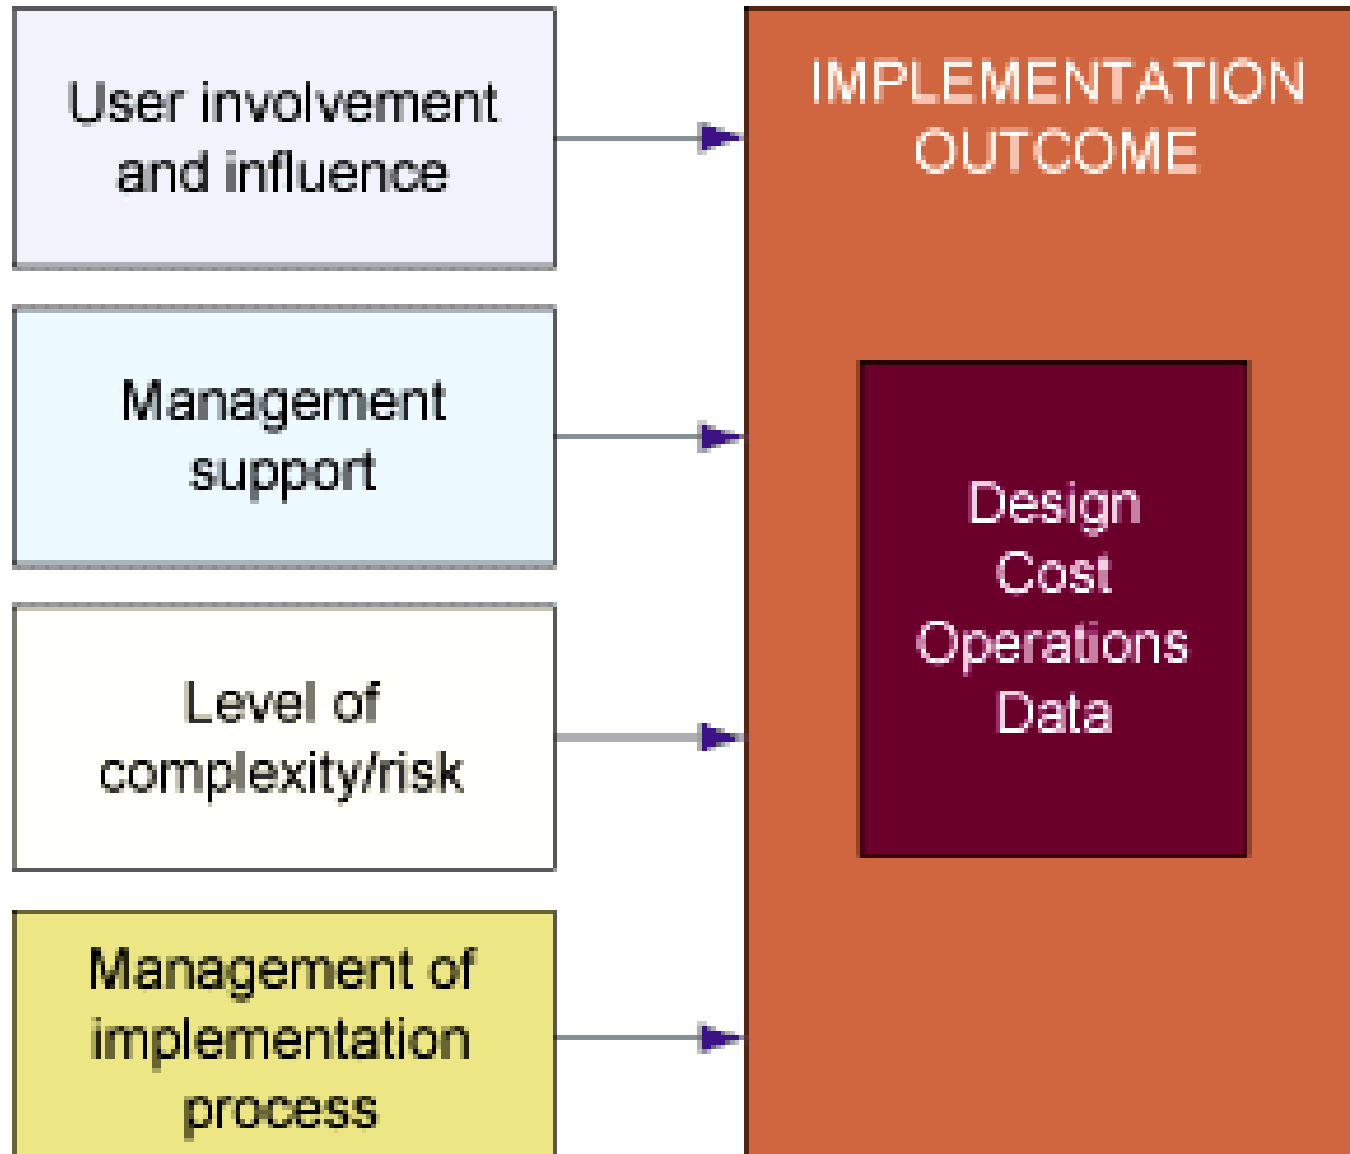 User involvement
and influence
Management
support
Level of
complexity/risk
Management of
implementation
process
IMPLEMENTATION
OUTCOME
Design
Cost
Operations
Data